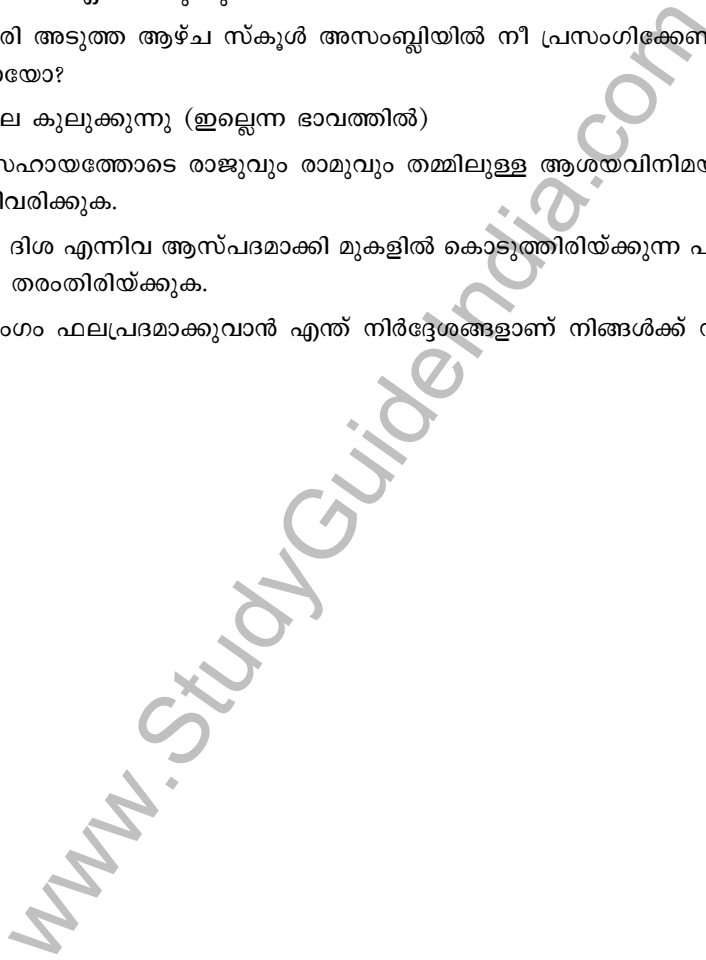 രി അടുത്ത ആഴ്ച സ്കൂൾ അസംബ്ലിയിൽ നീ പ്രസംഗിക്കേണ
യോ?
ല കുലുക്കുന്നു (ഇല്ലെന്ന ഭാവത്തിൽ)
സഹായത്തോടെ രാജുവും രാമുവും തമ്മിലുള്ള ആശയവിനിമയ
ിവരിക്കുക.
ദിശ എന്നിവ ആസ്പദമാക്കി മുകളിൽ കൊടുത്തിരിയ്ക്കുന്ന പ
തരംതിരിയ്ക്കുക.
ംഗം ഫലപ്രദമാക്കുവാൻ എന്ത് നിർദ്ദേശങ്ങളാണ് നിങ്ങൾക്ക് ന
www.StudyGuideIndia.com